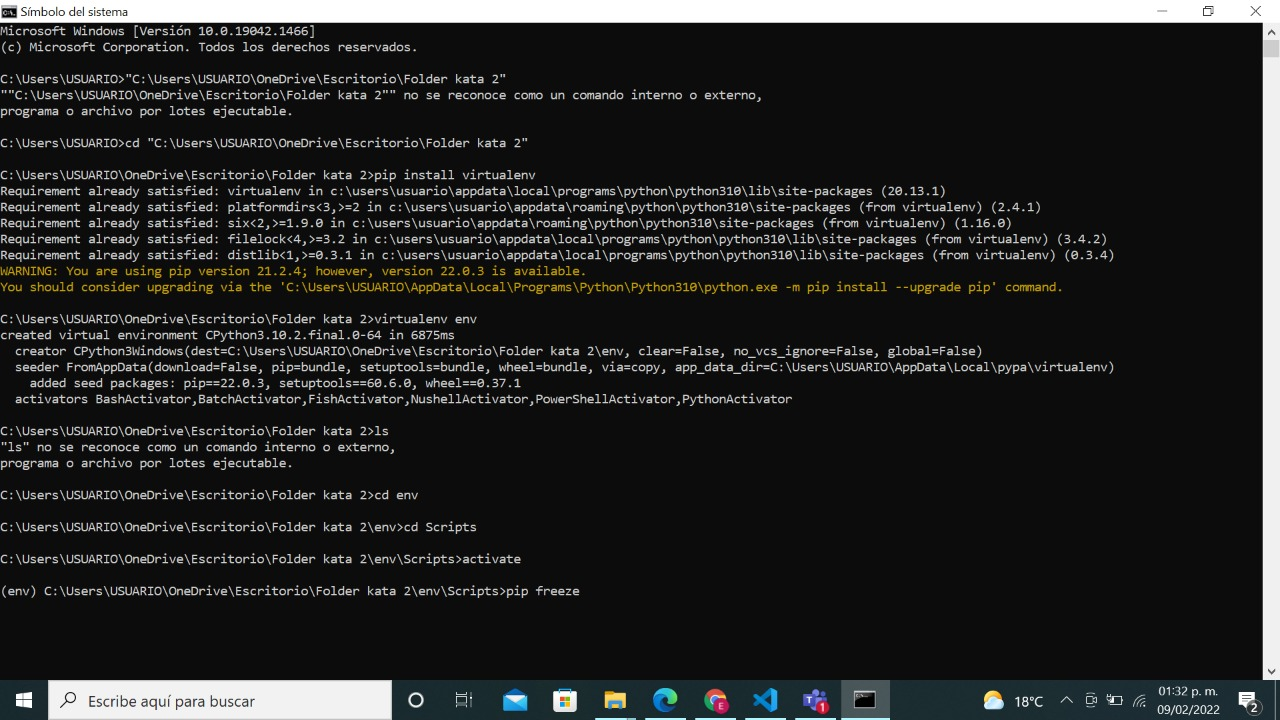 Símbolo del sistema
Microsoft Windows [Versión 10.0.19042.1466]
(c) Microsoft Corporation. Todos los derechos reservados.
C:\Users\USUARIO>"C:\Users\USUARIO\OneDrive\Escritorio\Folder kata 2"
""C:\Users\USUARIO\OneDrive\Escritorio\Folder kata 2"" no se reconoce como un comando interno o externo,
programa o archivo por lotes ejecutable.
C:\Users\USUARIO>cd "C:\Users\USUARIO\OneDrive\Escritorio\Folder kata 2"
C:\Users\USUARIO\OneDrive\Escritorio\Folder kata 2>pip install virtualenv
Requirement already satisfied: virtualenv in c:\users\usuario\appdata\local\programs\python\python310\lib\site-packages (20.13.1)
Requirement already satisfied: platformdirs<3,>=2 in c:\users\usuario\appdata\roaming\python\python310\site-packages (from virtualenv) (2.4.1)
Requirement already satisfied: six<2,>=1.9.0 in c:\users\usuario\appdata\roaming\python\python310\site-packages (from virtualenv) (1.16.0)
Requirement already satisfied: filelock<4,>=3.2 in c:\users\usuario\appdata\local\programs\python\python310\lib\site-packages (from virtualenv) (3.4.2)
Requirement already satisfied: distlib<1,>=0.3.1 in c:\users\usuario\appdata\local\programs\python\python310\lib\site-packages (from virtualenv) (0.3.4)
WARNING: You are using pip version 21.2.4; however, version 22.0.3 is available.
You should consider upgrading via the 'C:\Users\USUARIO\AppData\Local\Programs\Python\Python310\python.exe -m pip install --upgrade pip' command.
C:\Users\USUARIO\OneDrive\Escritorio\Folder kata 2>virtualenv env
created virtual environment CPython3.10.2.final.0-64 in 6875ms
creator CPython3Windows(dest=C:\Users\USUARIO\OneDrive\Escritorio\Folder kata 2\env, clear=False, no_vcs_ignore=False, global=False)
seeder FromAppData(download=False, pip=bundle, setuptools=bundle, wheel=bundle, via=copy, app_data_dir=C:\Users\USUARIO\AppData\Local\pypa\virtualenv)
added seed packages: pip==22.0.3, setuptools==60.6.0, wheel==0.37.1
activators BashActivator,BatchActivator,FishActivator,NushellActivator,PowerShellActivator,PythonActivator
C:\Users\USUARIO\OneDrive\Escritorio\Folder kata 2>ls
"ls" no se reconoce como un comando interno o externo,
programa o archivo por lotes ejecutable.
C:\Users\USUARIO\OneDrive\Escritorio\Folder kata 2>cd env
C:\Users\USUARIO\OneDrive\Escritorio\Folder kata 2\env>cd Scripts
C:\Users\USUARIO\OneDrive\Escritorio\Folder kata 2\env\Scripts>activate
(env) C:\Users\USUARIO\OneDrive\Escritorio\Folder kata 2\env\Scripts>pip freeze
Escribe aquí para buscar
E
1
18°C
01:32 p. m.
09/02/2022
2